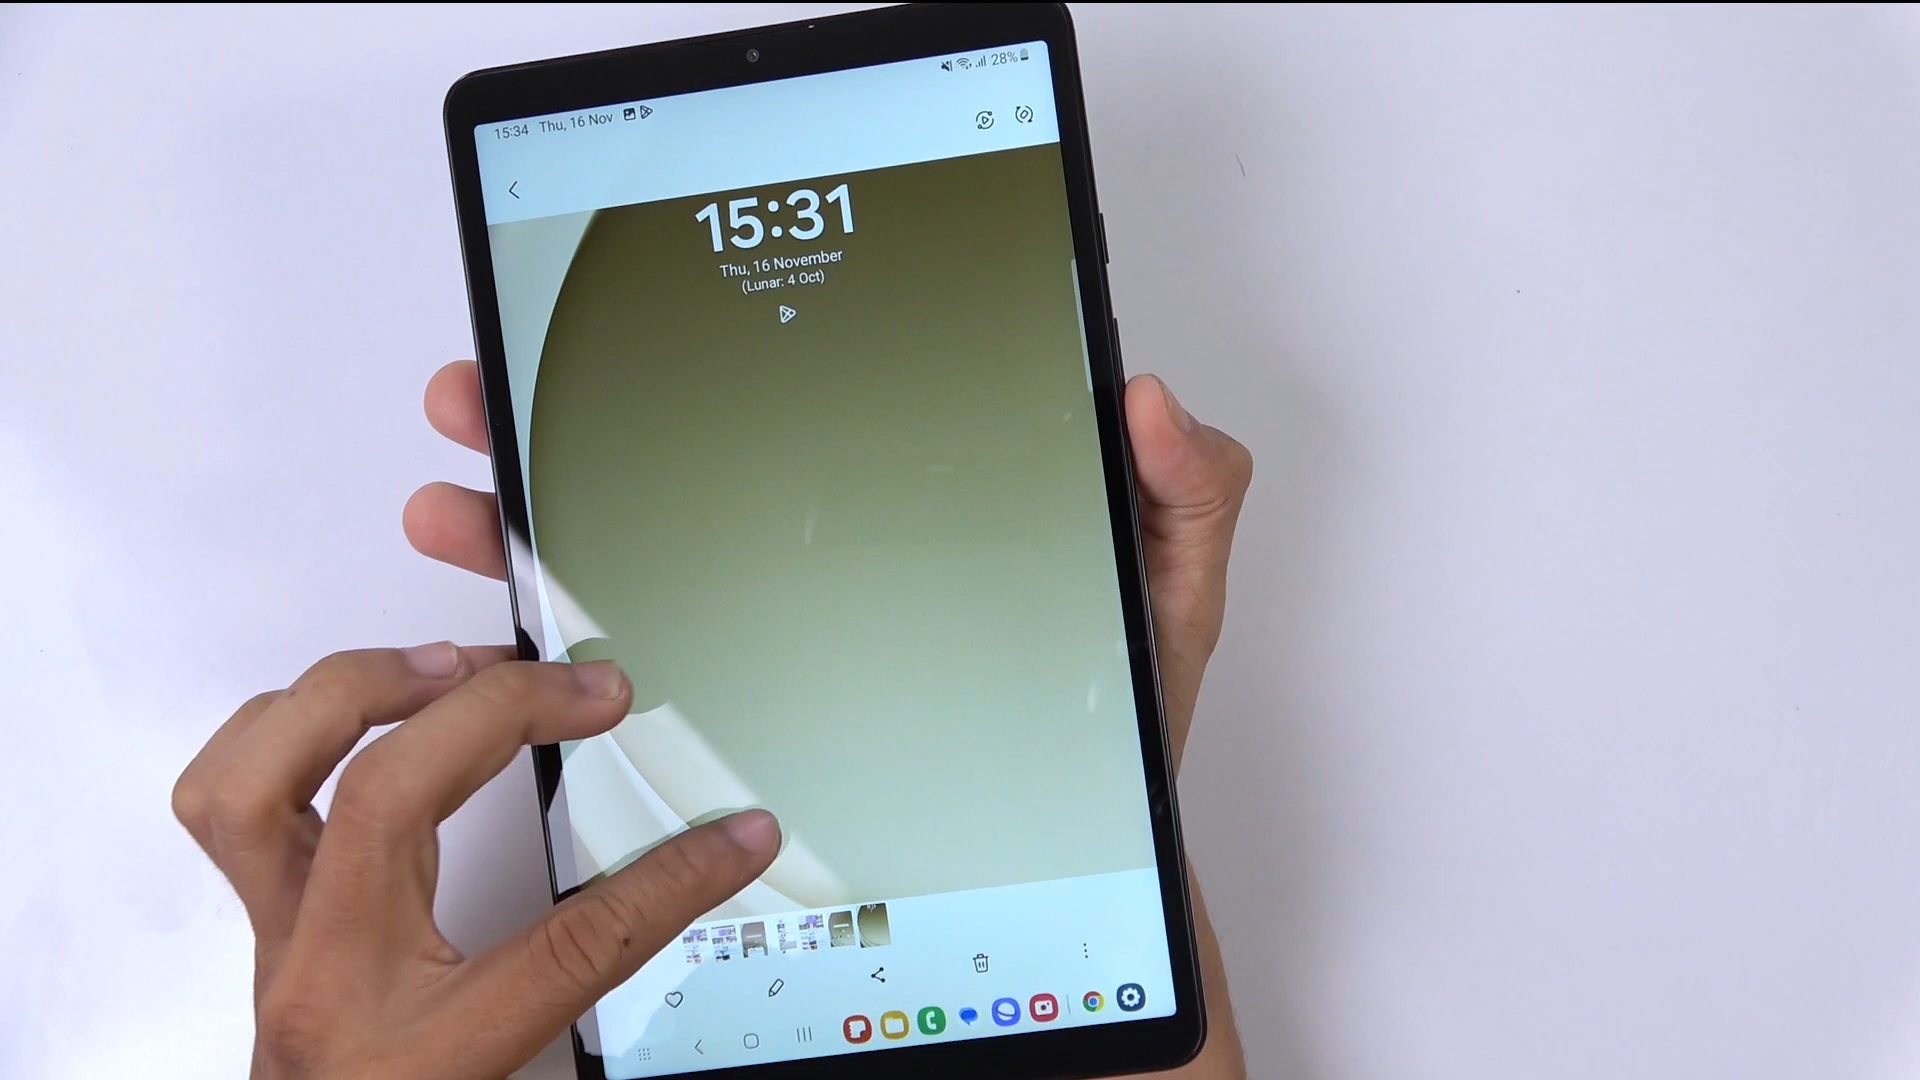 15:34 Thu, 16 Nov
28%
15:31
Thu, 16 November
(Lunar: 4 Oct)